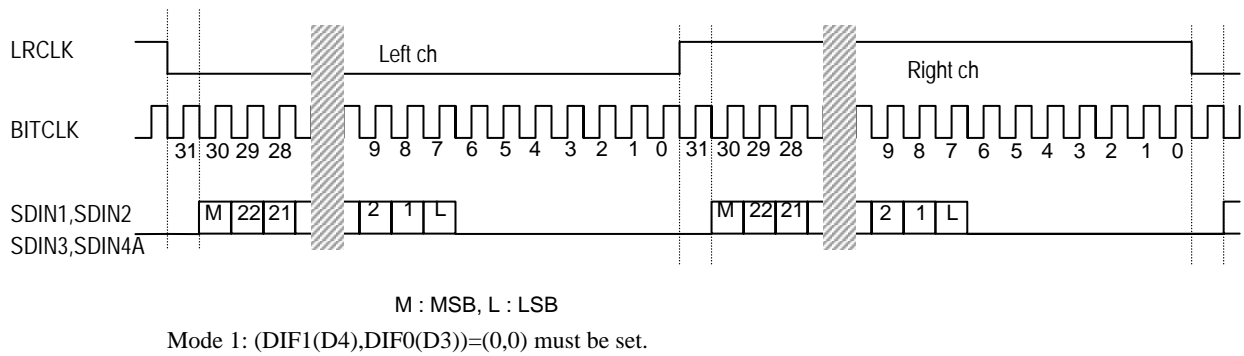 LRCLK
Left ch
Right ch
BITCLK
31 30 29 28 9 8 7 6 5 4 3 2 1 0 31 30 29 28 9 8 7 6 5 4 3 2 1 0
SDIN1,SDIN2
M 22 21 2 1 L M 22 21 2 1 L
SDIN3,SDIN4A
M : MSB, L : LSB
Mode 1: (DIF1(D4),DIF0(D3))=(0,0) must be set.